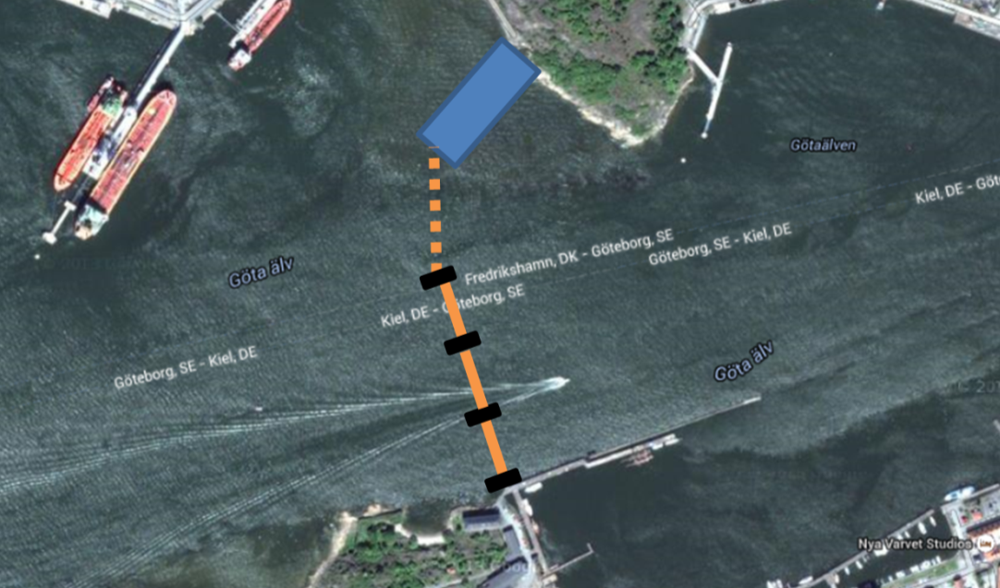 Götaälven
Kiel, DE - Göt
Fredrikshamn, DK - Göteborg, SE
Göteborg, SE - Kiel, DE
Göta älv
Kiel, DE - Göteborg, SE
Göteborg, SE - Kiel, DE
Göta älv
Nya Varvet Studios